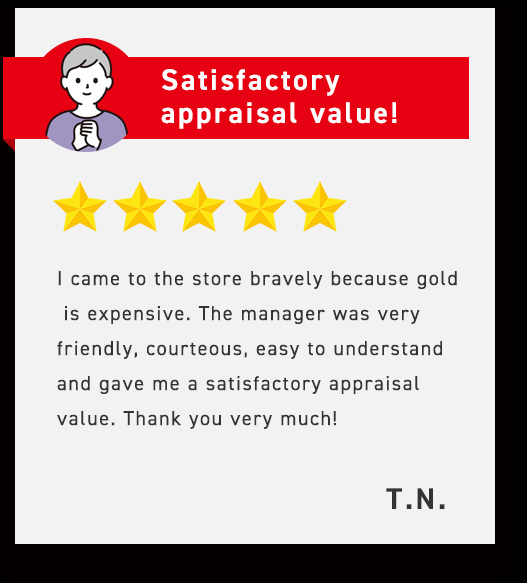 Satisfactory
appraisal value!
I came to the store bravely because gold
is expensive. The manager was very
friendly, courteous, easy to understand
and gave me a satisfactory appraisal
value. Thank you very much!
T.N.